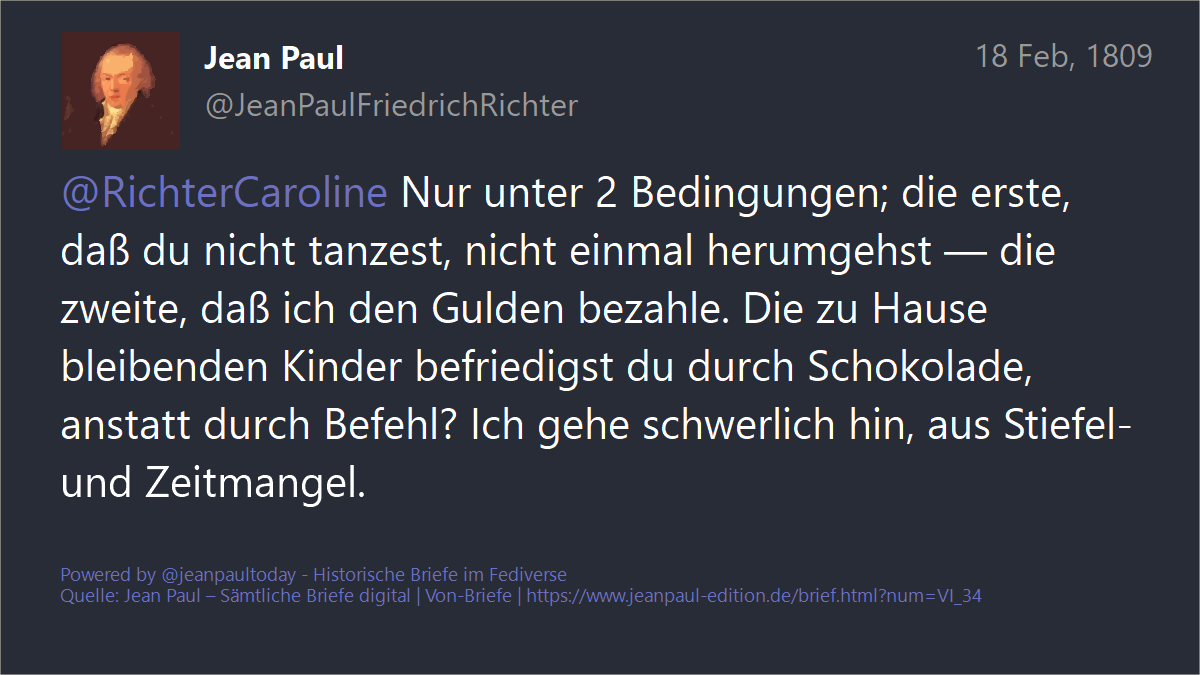 Jean Paul
18 Feb, 1809
@JeanPaulFriedrichRichter
@RichterCaroline Nur unter 2 Bedingungen; die erste,
daß du nicht tanzest, nicht einmal herumgehst — die
zweite, daß ich den Gulden bezahle. Die zu Hause
bleibenden Kinder befriedigst du durch Schokolade,
anstatt durch Befehl? Ich gehe schwerlich hin, aus Stiefel-
und Zeitmangel.
Powered by @jeanpaultoday - Historische Briefe im Fediverse
Quelle: Jean Paul – Sämtliche Briefe digital | Von-Briefe | https://www.jeanpaul-edition.de/brief.html?num=VI_34